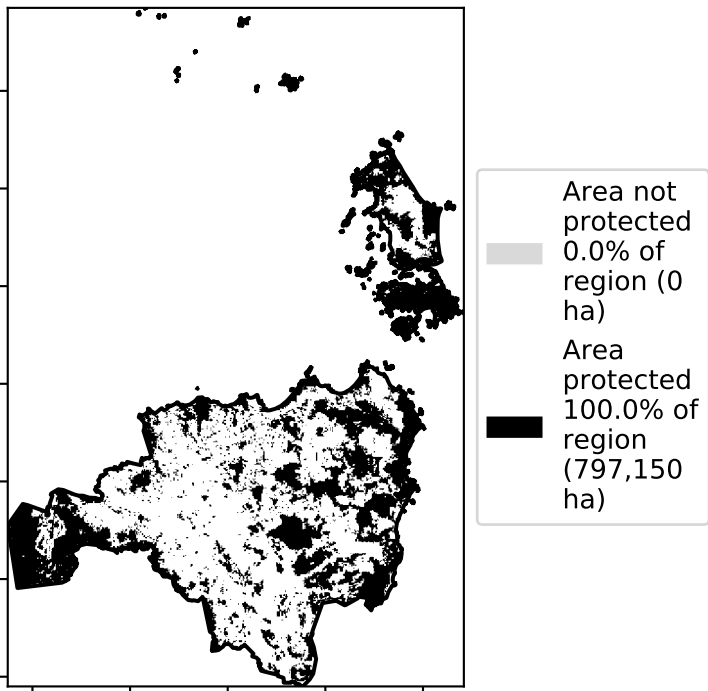 Area not
protected
0.0% of
region (0
ha)
Area
protected
100.0% of
region
(797,150
ha)